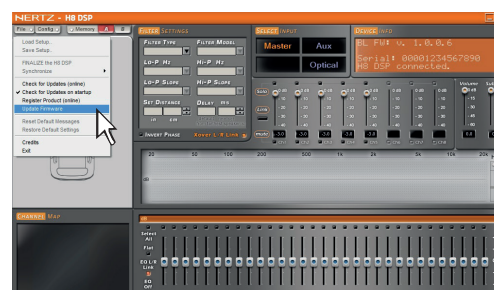 NERTZ - H8 DSP
File Config Memory A B
Load Setup..
Save Setup..
FINALIZE the H8 DSP
Synchronize
Check for Updates (online)
Check for Updates on startup
Register Product (online)
Update Firmware
Reset Default Messages
Restore Default Settings
Credits
Exit
FILTER SETTINGS
FILTER TYPE FILTER MODEL
LO-P HZ HI-P HZ
LO-P SLOPE HI-P SLOPE
SET DISTANCE DELAY ms
in cm
INVERT PHASE
SELECT INPUT
Master Aux
Optical
DEVICE INFO
BL FW: v. 1.0.0.6
Serial: 00001234567890
H8 DSP connected.
Volume
Solo
Link
mute
20 50 100 200 500 1k 2k 5k 10k 20k
dB
CHANNEL MAP
dB
Select
All
Flat
EQ L/R
Link
EQ
Off